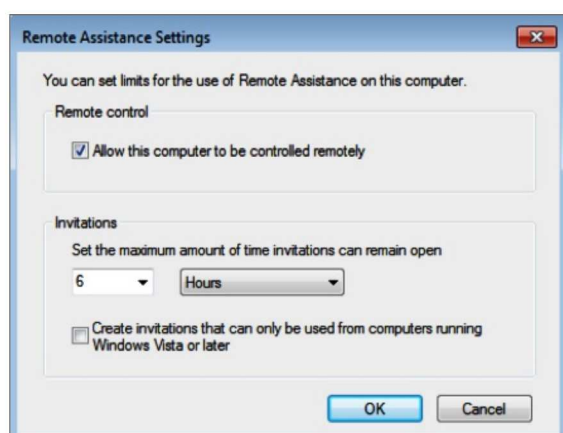 Remote Assistance Settings
You can set limits for the use of Remote Assistance on this computer.
Remote control
Allow this computer to be controlled remotely
Invitations
Set the maximum amount of time invitations can remain open
6 Hours
Create invitations that can only be used from computers running
Windows Vista or later
OK Cancel